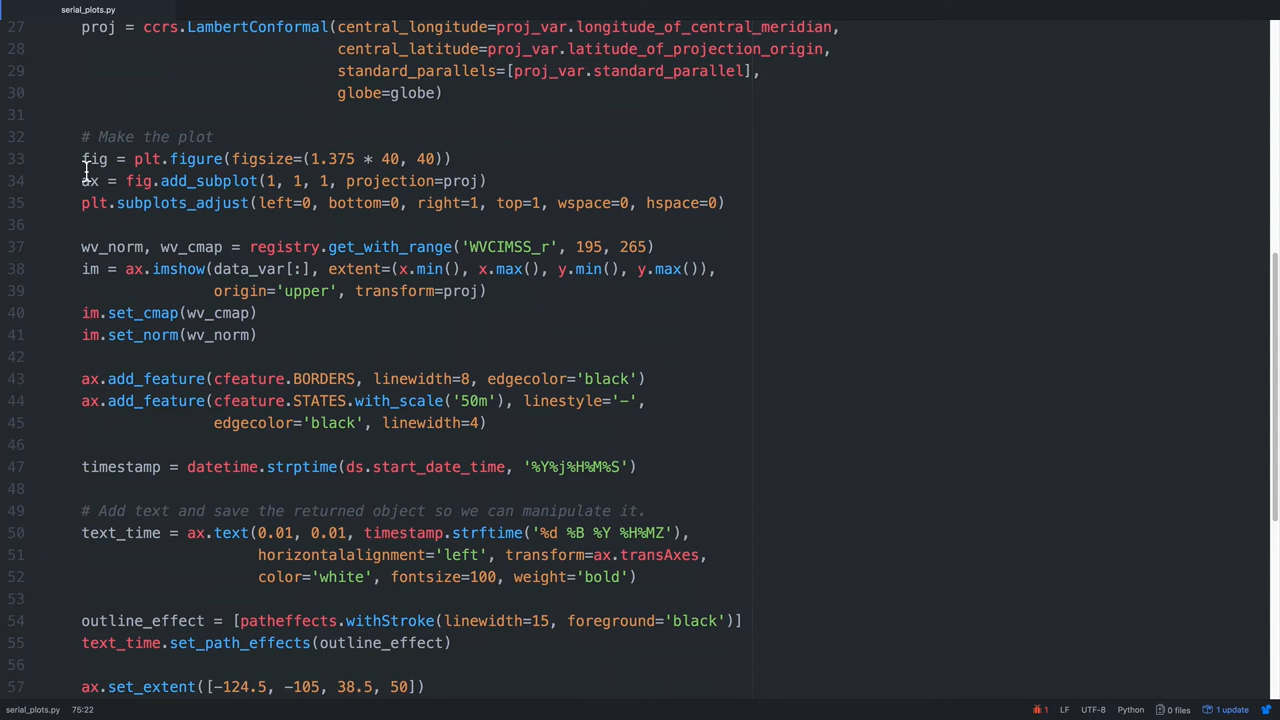 serial_plots.py
27 proj = ccrs.LambertConformal(central_longitude=proj_var.longitude_of_central_meridian,
28 central_latitude=proj_var.latitude_of_projection_origin,
29 standard_parallels=[proj_var.standard_parallel],
30 globe=globe)
31
32 # Make the plot
33 fig = plt.figure(figsize=(1.375 * 40, 40))
34 ax = fig.add_subplot(1, 1, 1, projection=proj)
35 plt.subplots_adjust(left=0, bottom=0, right=1, top=1, wspace=0, hspace=0)
36
37 wv_norm, wv_cmap = registry.get_with_range('WVCIMSS_r', 195, 265)
38 im = ax.imshow(data_var[:], extent=(x.min(), x.max(), y.min(), y.max()),
39 origin='upper', transform=proj)
40 im.set_cmap(wv_cmap)
41 im.set_norm(wv_norm)
42
43 ax.add_feature(cfeature.BORDERS, linewidth=8, edgecolor='black')
44 ax.add_feature(cfeature.STATES.with_scale('50m'), linestyle='-',
45 edgecolor='black', linewidth=4)
46
47 timestamp = datetime.strptime(ds.start_date_time, '%Y%j%H%M%S')
48
49 # Add text and save the returned object so we can manipulate it.
50 text_time = ax.text(0.01, 0.01, timestamp.strftime('%d %B %Y %H%MZ'),
51 horizontalalignment='left', transform=ax.transAxes,
52 color='white', fontsize=100, weight='bold')
53
54 outline_effect = [patheffects.withStroke(linewidth=15, foreground='black')]
55 text_time.set_path_effects(outline_effect)
56
57 ax.set_extent([-124.5, -105, 38.5, 50])
serial_plots.py 75:22 1 LF UTF-8 Python 0 files 1 update